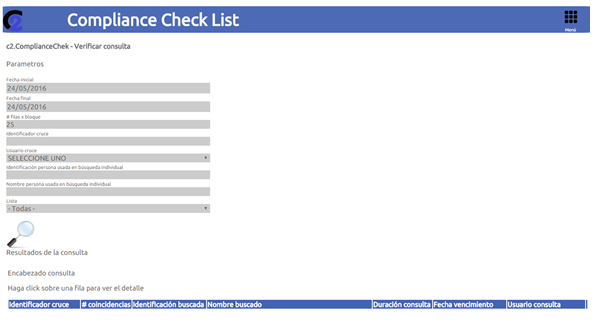 C2
Compliance Check List
Menú
c2.ComplianceChek - Verificar consulta
Parametros
Fecha inicial
24/05/2016
Fecha final
24/05/2016
# filas x bloque
25
Identificador cruce
Usuario cruce
SELECCIONE UNO
Identificación persona usada en búsqueda individual
Nombre persona usada en búsqueda individual
Lista
- Todas -
Resultados de la consulta
Encabezado consulta
Haga click sobre una fila para ver el detalle
Identificador cruce # coincidencias Identificación buscada Nombre buscado Duración consulta Fecha vencimiento Usuario consulta